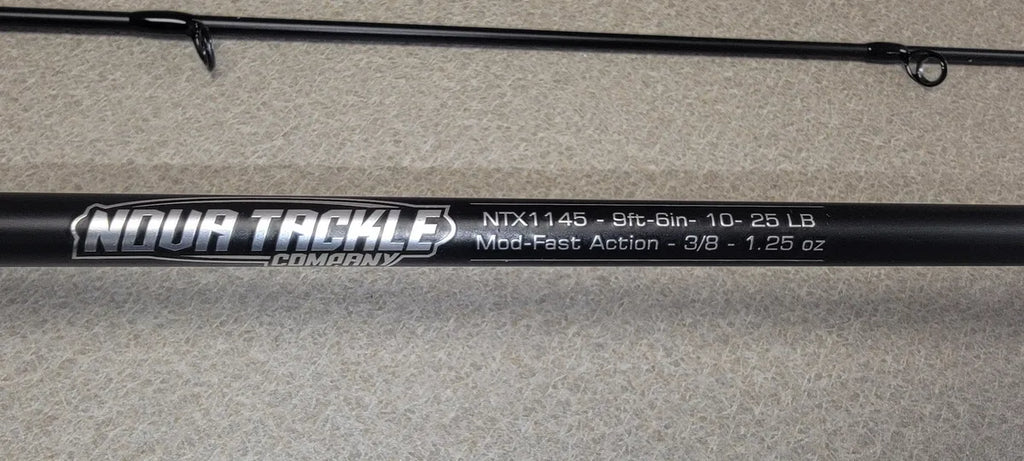 NOVA TACKLE
COMPANY
NTX1145 - 9ft-6in- 10- 25 LB
Mod-Fast Action - 3/8 - 1.25 oz